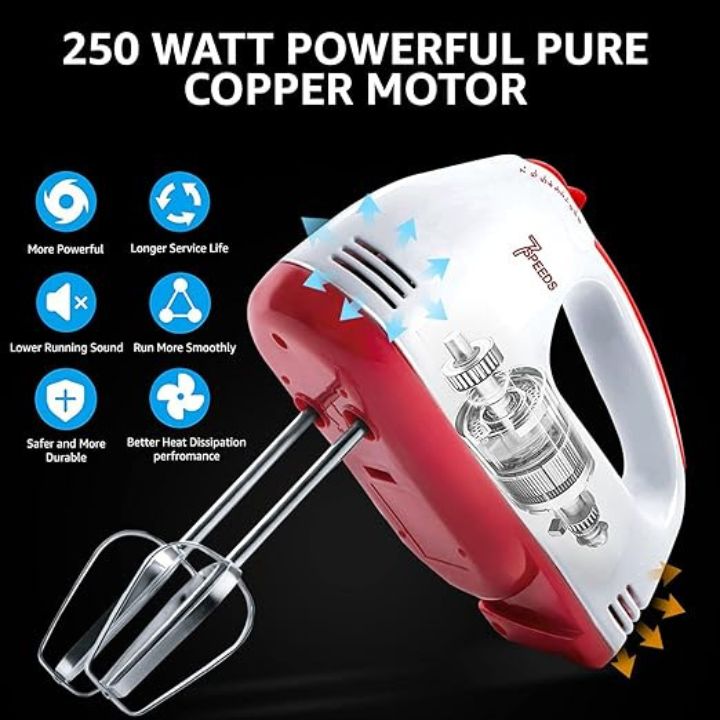 250 WATT POWERFUL PURE
COPPER MOTOR
More Powerful
Longer Service Life
Lower Running Sound
Run More Smoothly
Safer and More
Durable
Better Heat Dissipation
perfromance
7
SPEEDS